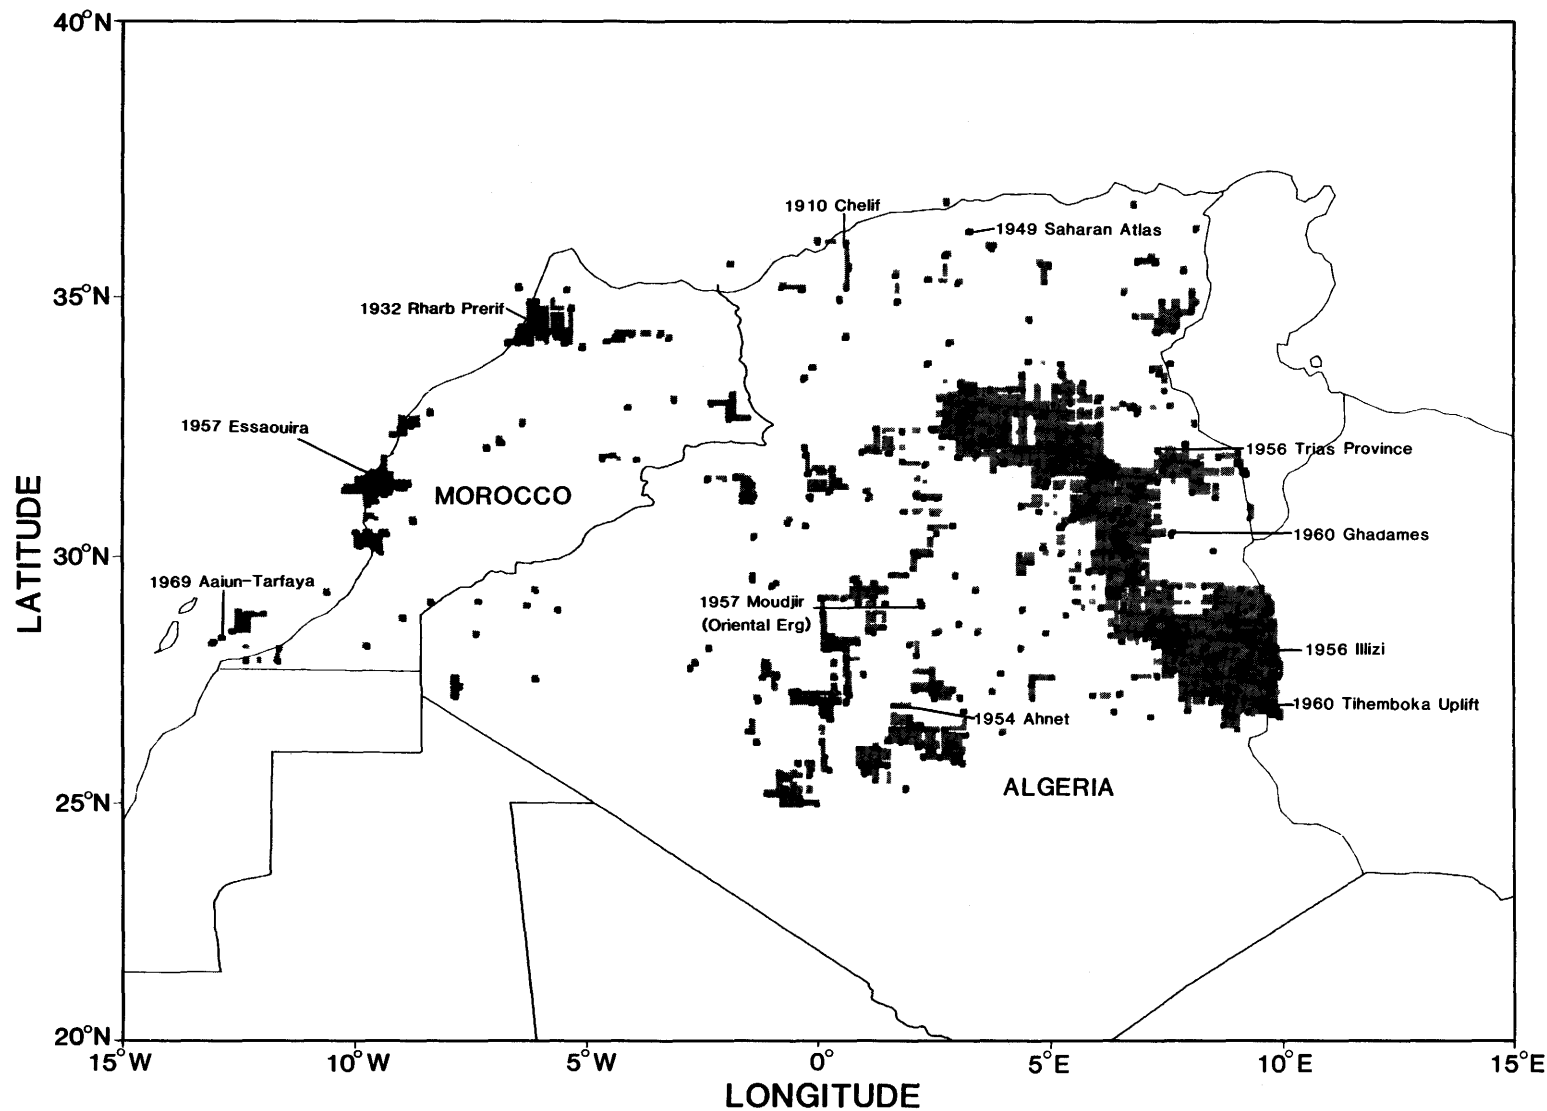 40°N
1910 Chelif
1949 Saharan Atlas
35°N
1932 Rharb Prerif
1957 Essaouira
1956 Trias Province
MOROCCO
1960 Ghadames
30°N
1969 Aaiun-Tarfaya
1957 Moudjir
(Oriental Erg)
1956 Illizi
1960 Tihemboka Uplift
1954 Ahnet
ALGERIA
25°N
20°N
LATITUDE
15°W
10°W
5°W
0°
5°E
10°E
15°E
LONGITUDE